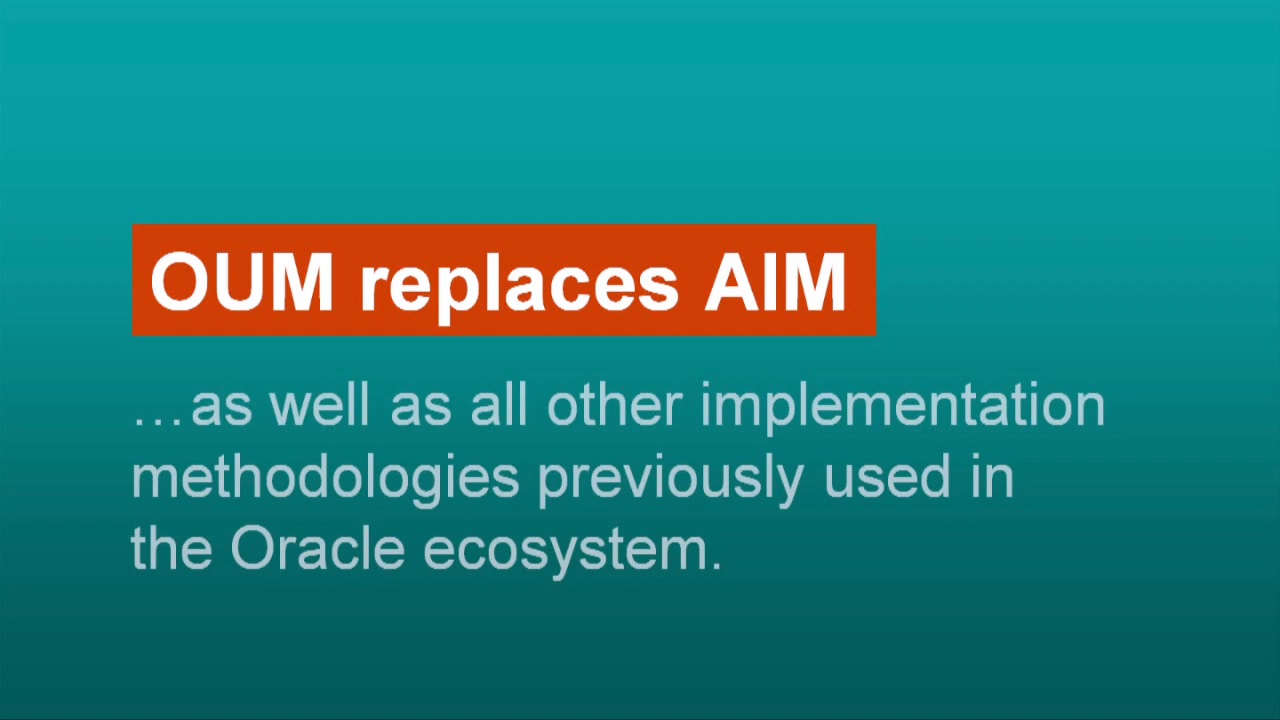 OUM replaces AIM
…as well as all other implementation
methodologies previously used in
the Oracle ecosystem.